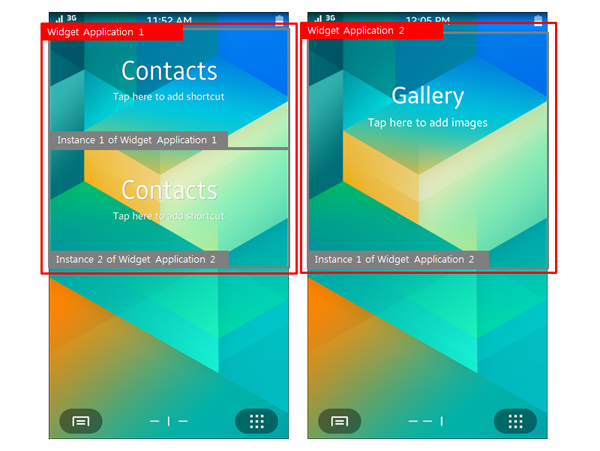 3G 11:52 AM
Widget Application 1
Contacts
Tap here to add shortcut
Instance 1 of Widget Application 1
Contacts
Tap here to add shortcut
Instance 2 of Widget Application 2
3G 12:05 PM
Widget Application 2
Gallery
Tap here to add images
Instance 1 of Widget Application 2